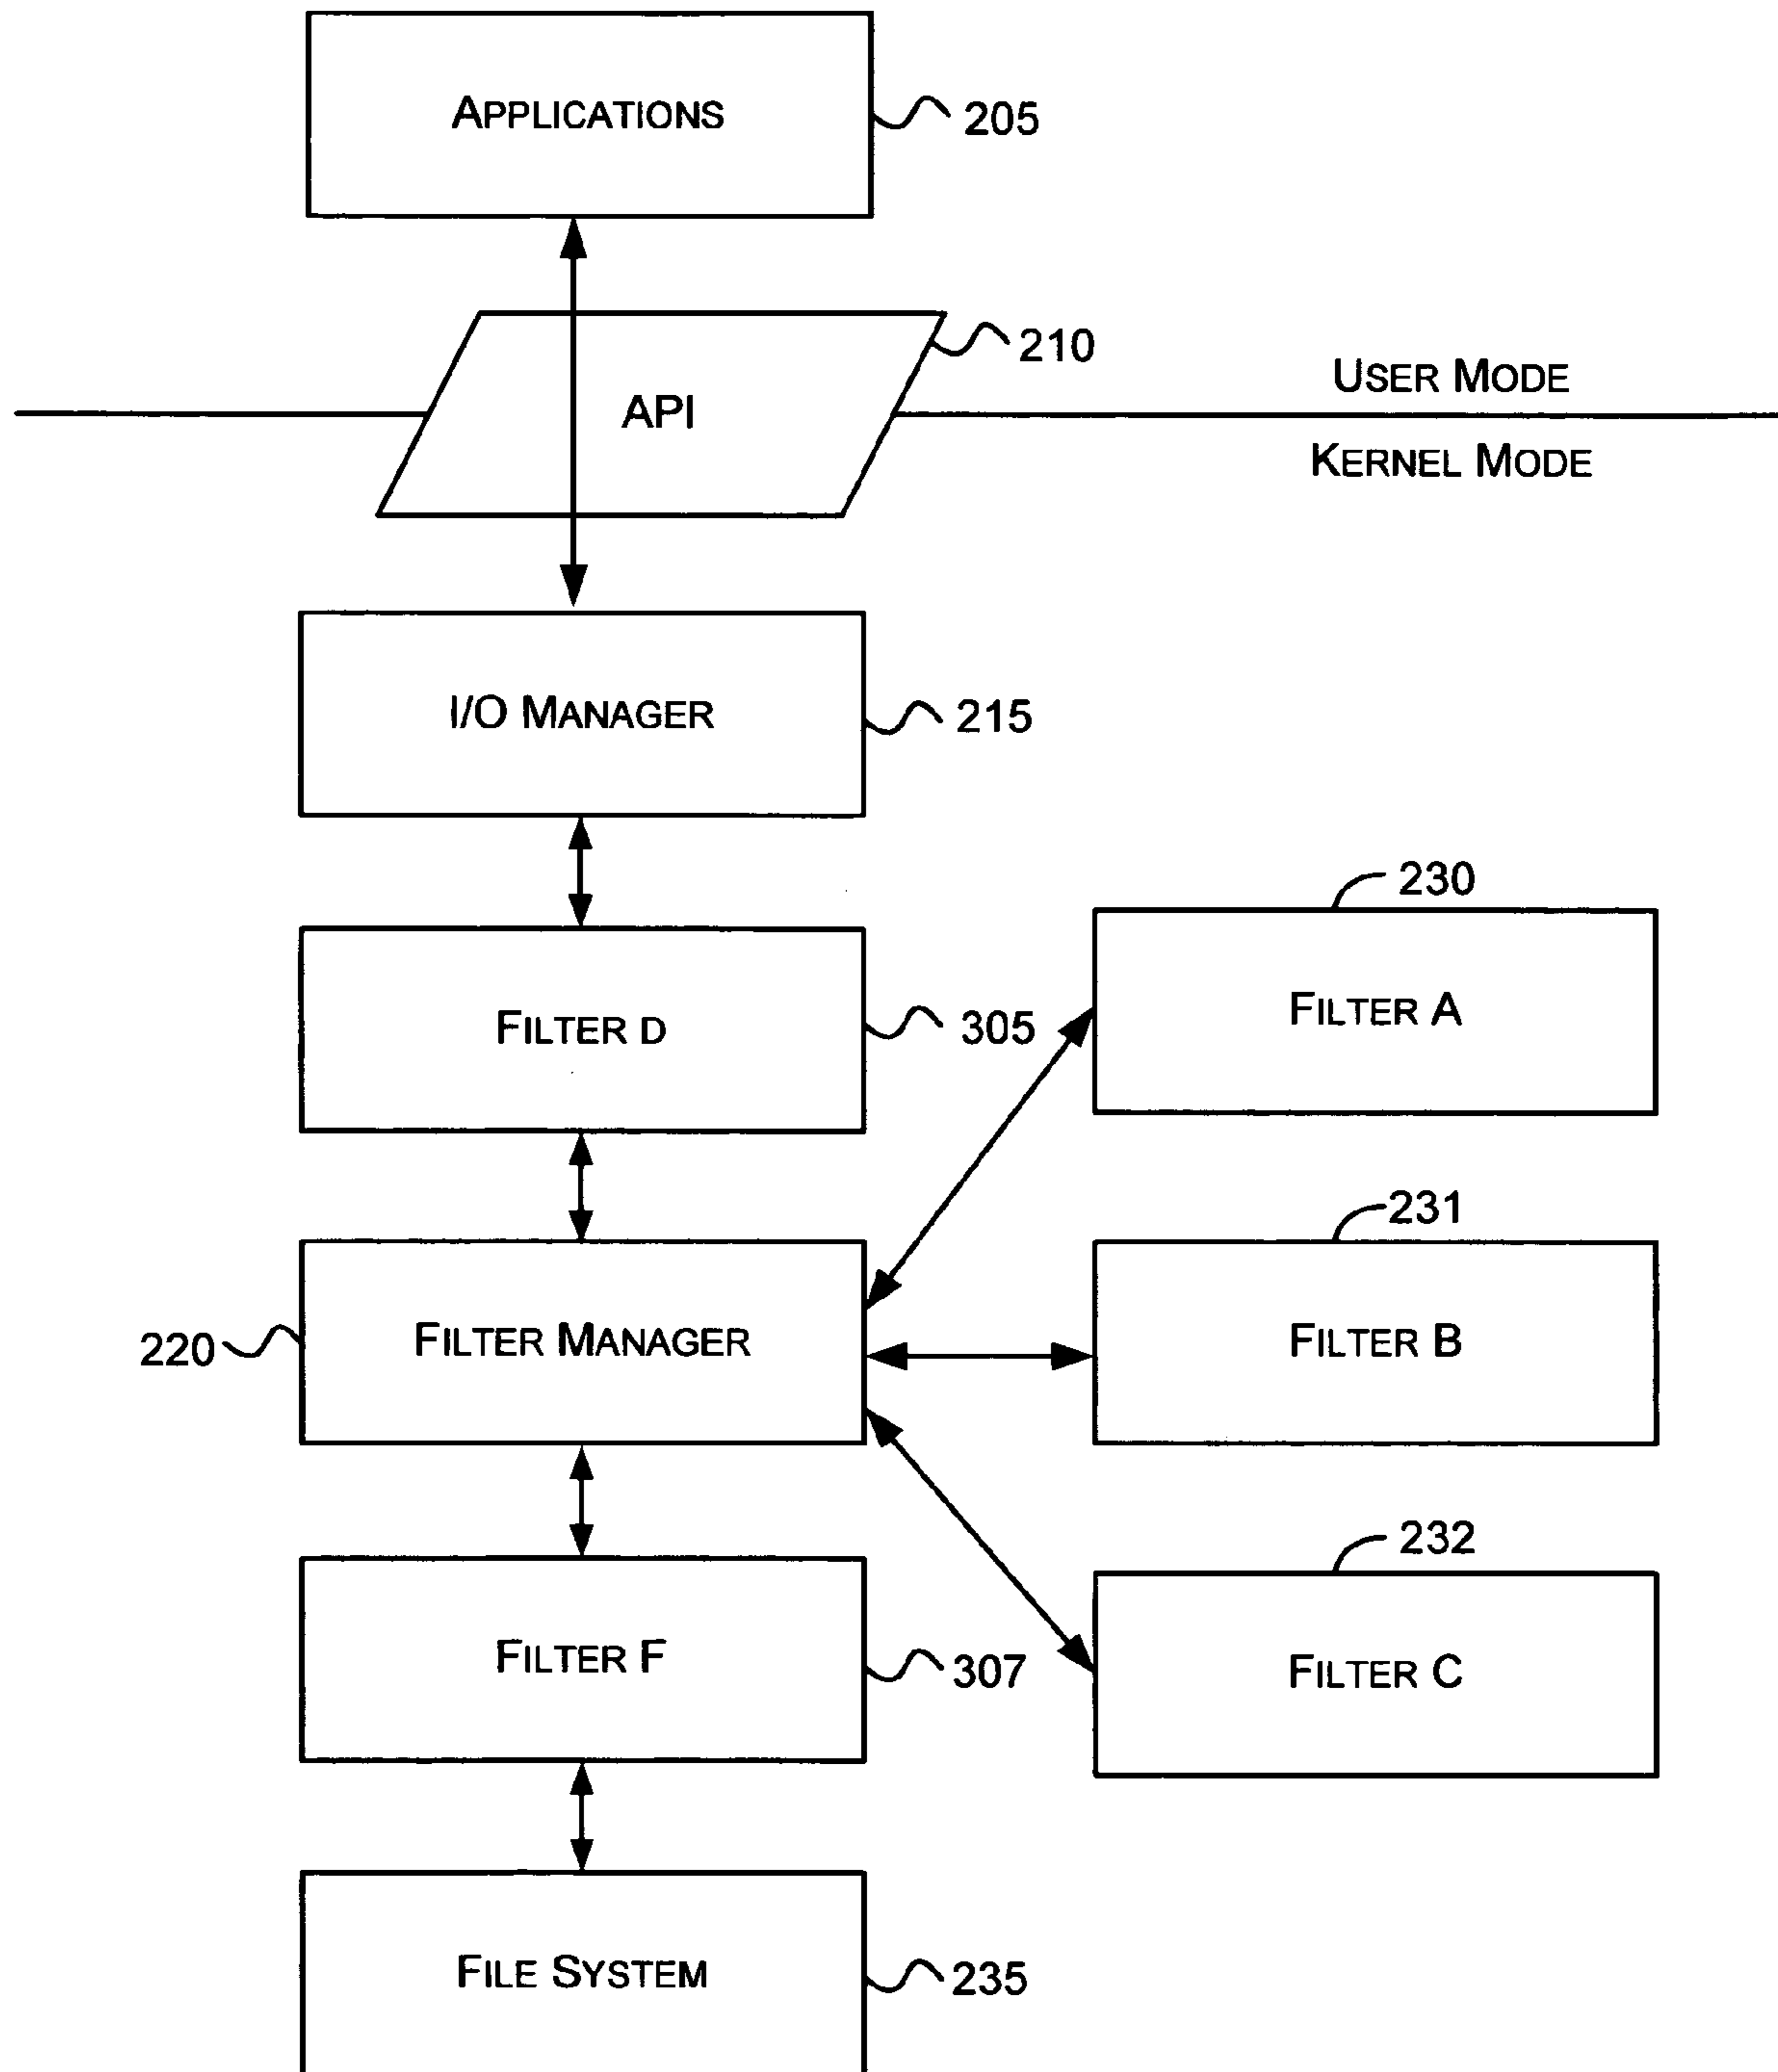 APPLICATIONS
205
210
API
USER MODE
KERNEL MODE
I/O MANAGER
215
230
FILTER D
305
FILTER A
231
220
FILTER MANAGER
FILTER B
232
FILTER F
307
FILTER C
FILE SYSTEM
235